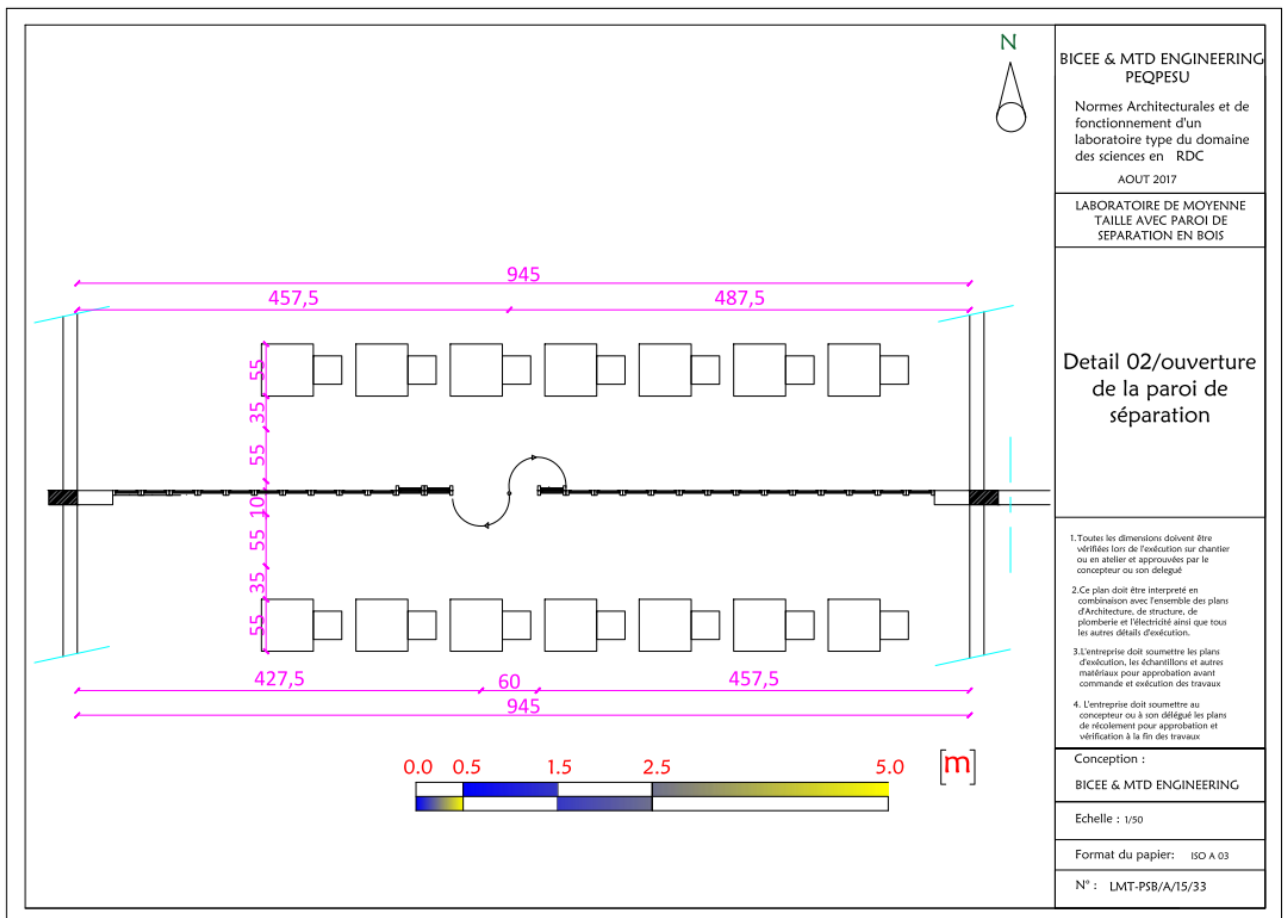 N
BICEE & MTD ENGINEERING
PEQPESU
Normes Architecturales et de
fonctionnement d'un
laboratoire type du domaine
des sciences en RDC
AOUT 2017
LABORATOIRE DE MOYENNE
TAILLE AVEC PAROI DE
SEPARATION EN BOIS
945
457,5
487,5
55
35
55
10
55
35
55
427,5
60
457,5
945
0.0
0.5
1.5
2.5
5.0
[m]
Detail 02/ouverture
de la paroi de
séparation
1.Toutes les dimensions doivent être
vérifiées lors de l'exécution sur chantier
ou en atelier et approuvées par le
concepteur ou son delegué
2.Ce plan doit être interpreté en
combinaison avec l'ensemble des plans
d'Architecture, de structure, de
plomberie et l'électricité ainsi que tous
les autres détails d'exécution.
3.L'entreprise doit soumettre les plans
d'exécution, les échantillons et autres
matériaux pour approbation avant
commande et exécution des travaux
4. L'entreprise doit soumettre au
concepteur ou à son délégué les plans
de récolement pour approbation et
vérification à la fin des travaux
Conception :
BICEE & MTD ENGINEERING
Echelle : 1/50
Format du papier: ISO A 03
N° : LMT-PSB/A/15/33